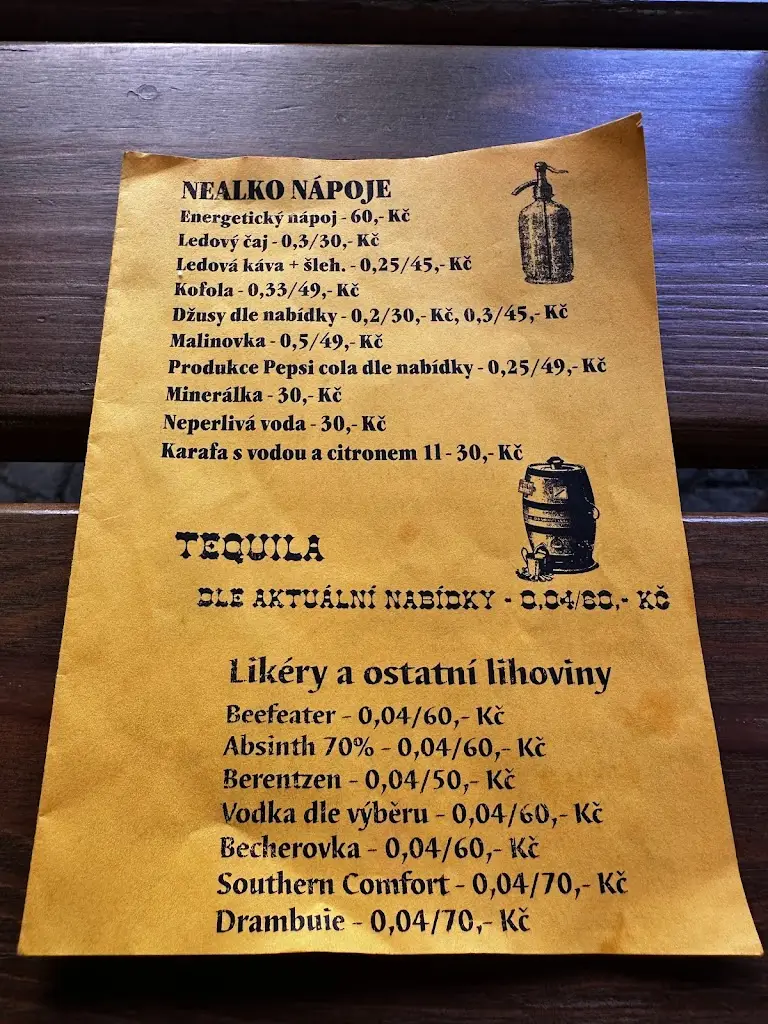 NEALKO NÁPOJE
Energetický nápoj - 60,- Kč
Ledový čaj - 0,3/30,- Kč
Ledová káva + šleh. - 0,25/45,- Kč
Kofola - 0,33/49,- Kč
Džusy dle nabídky - 0,2/30,- Kč, 0,3/45,- Kč
Malinovka - 0,5/49,- Kč
Produkce Pepsi cola dle nabídky - 0,25/49,- Kč
Minerálka - 30,- Kč
Neperlivá voda - 30,- Kč
Karafa s vodou a citronem 1l - 30,- Kč
TEQUILA
DLE AKTUÁLNÍ NABÍDKY - 0,04/60,- KČ
Likéry a ostatní lihoviny
Beefeater - 0,04/60,- Kč
Absinth 70% - 0,04/60,- Kč
Berentzen - 0,04/50,- Kč
Vodka dle výběru - 0,04/60,- Kč
Becherovka - 0,04/60,- Kč
Southern Comfort - 0,04/70,- Kč
Drambuie - 0,04/70,- Kč